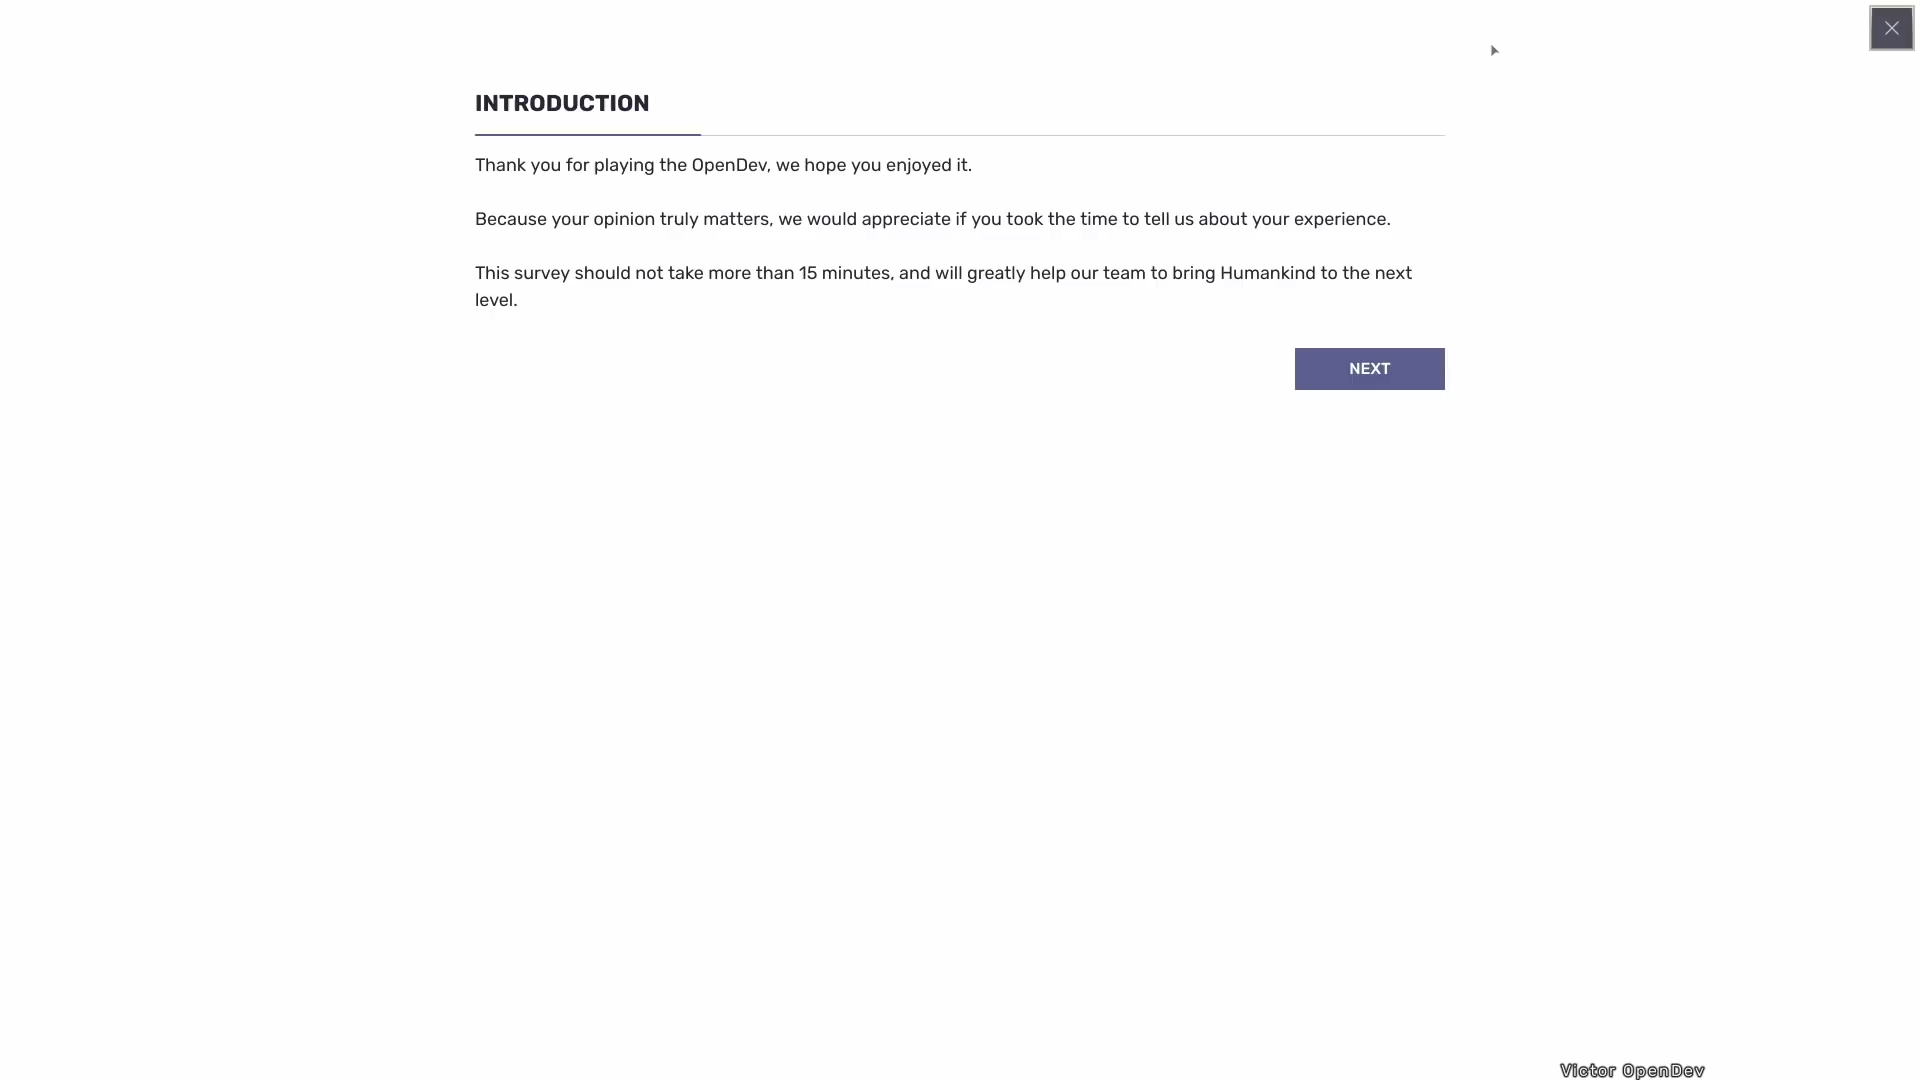 INTRODUCTION
Thank you for playing the OpenDev, we hope you enjoyed it.
Because your opinion truly matters, we would appreciate if you took the time to tell us about your experience.
This survey should not take more than 15 minutes, and will greatly help our team to bring Humankind to the next
level.
NEXT
Victor OpenDev